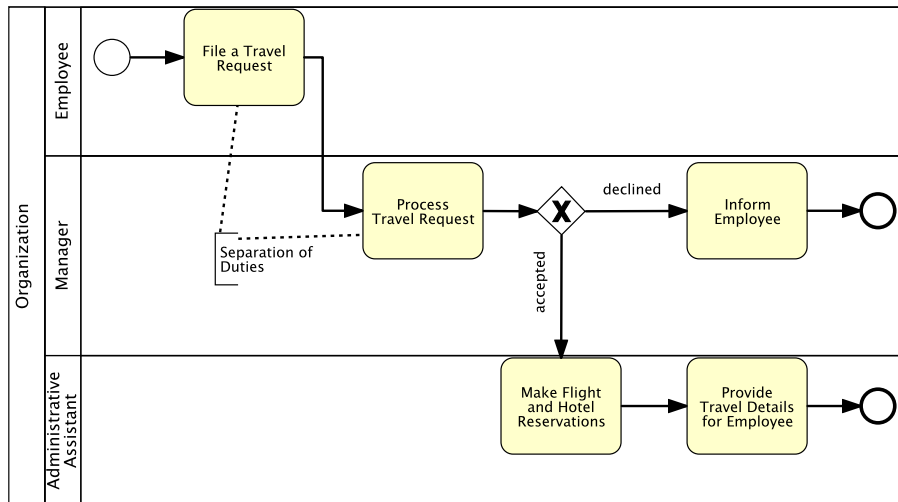 Organization
Employee
File a Travel
Request
Manager
Process
Travel Request
X
declined
Inform
Employee
Separation of
Duties
accepted
Administrative
Assistant
Make Flight
and Hotel
Reservations
Provide
Travel Details
for Employee